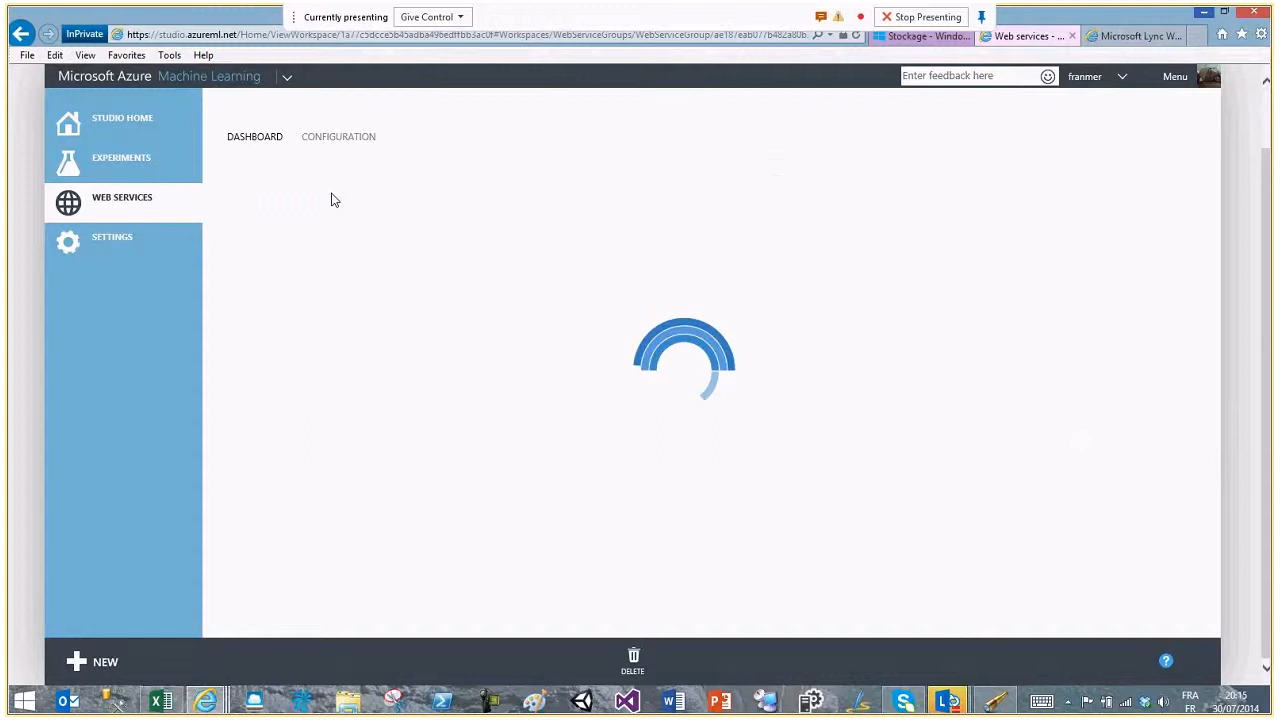 Currently presenting
Give Control
Stop Presenting
InPrivate
Stockage - Windo...
Web services - ...
Microsoft Lync W...
File Edit View Favorites Tools Help
Microsoft Azure Machine Learning
Enter feedback here
franmer
Menu
STUDIO HOME
EXPERIMENTS
WEB SERVICES
SETTINGS
DASHBOARD CONFIGURATION
NEW
DELETE
?
FRA
FR
20:15
30/07/2014